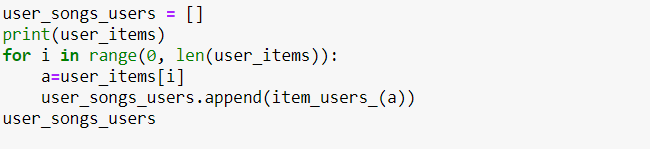 user_songs_users = []
print(user_items)
for i in range(0, len(user_items)):
    a=user_items[i]
    user_songs_users.append(item_users_(a))
user_songs_users